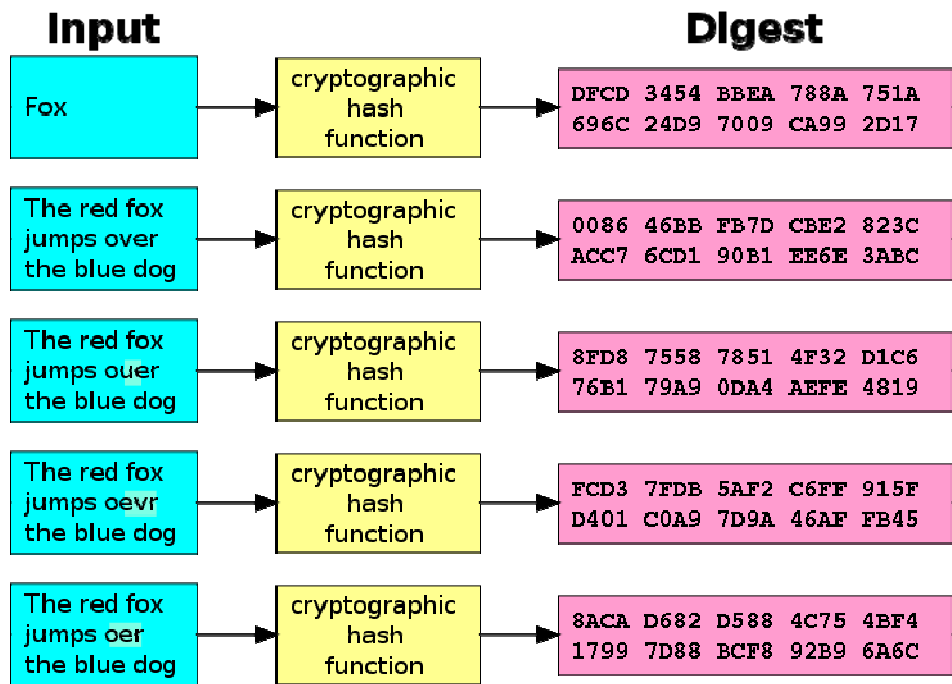 Input
DIgest
Fox
cryptographic
hash
function
DFCD 3454 BBEA 788A 751A
696C 24D9 7009 CA99 2D17
The red fox
jumps over
the blue dog
cryptographic
hash
function
0086 46BB FB7D CBE2 823C
ACC7 6CD1 90B1 EE6E 3ABC
The red fox
jumps ouer
the blue dog
cryptographic
hash
function
8FD8 7558 7851 4F32 D1C6
76B1 79A9 0DA4 AEFE 4819
The red fox
jumps oevr
the blue dog
cryptographic
hash
function
FCD3 7FDB 5AF2 C6FF 915F
D401 C0A9 7D9A 46AF FB45
The red fox
jumps oer
the blue dog
cryptographic
hash
function
8ACA D682 D588 4C75 4BF4
1799 7D88 BCF8 92B9 6A6C